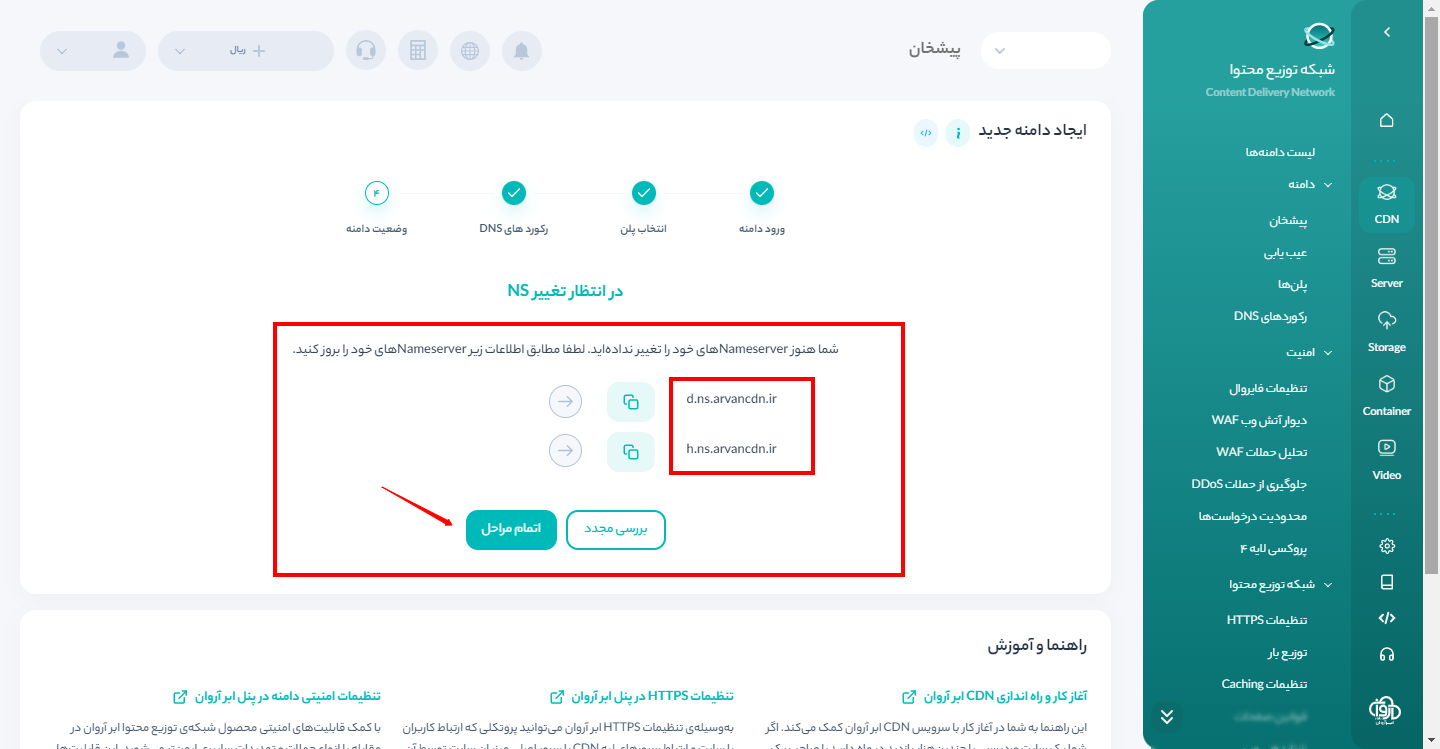 شبکه توزیع محتوا
Content Delivery Network
لیست دامنه‌ها
دامنه
پیشخان
عیب یابی
پلن‌ها
رکوردهای DNS
امنیت
تنظیمات فایروال
دیوار آتش وب WAF
تحلیل حملات WAF
جلوگیری از حملات DDoS
محدودیت درخواست‌ها
پروکسی لایه ۴
شبکه توزیع محتوا
تنظیمات HTTPS
توزیع بار
تنظیمات Caching
قوانین صفحات
CDN
Server
Storage
Container
Video
پیشخان
ریال
ایجاد دامنه جدید
ورود دامنه
انتخاب پلن
رکورد های DNS
۴
وضعیت دامنه
در انتظار تغییر NS
شما هنوز Nameserverهای خود را تغییر نداده‌اید. لطفا مطابق اطلاعات زیر Nameserverهای خود را بروز کنید.
d.ns.arvancdn.ir
h.ns.arvancdn.ir
بررسی مجدد
اتمام مراحل
راهنما و آموزش
آغاز کار و راه اندازی CDN ابر آروان
این راهنما به شما در آغاز کار با سرویس CDN ابر آروان کمک می‌کند. اگر
تنظیمات HTTPS در پنل ابر آروان
به‌وسیله‌ی تنظیمات HTTPS ابر آروان می‌توانید پروتکلی که ارتباط کاربران
تنظیمات امنیتی دامنه در پنل ابر آروان
با کمک قابلیت‌های امنیتی محصول شبکه‌ی توزیع محتوا ابر آروان در